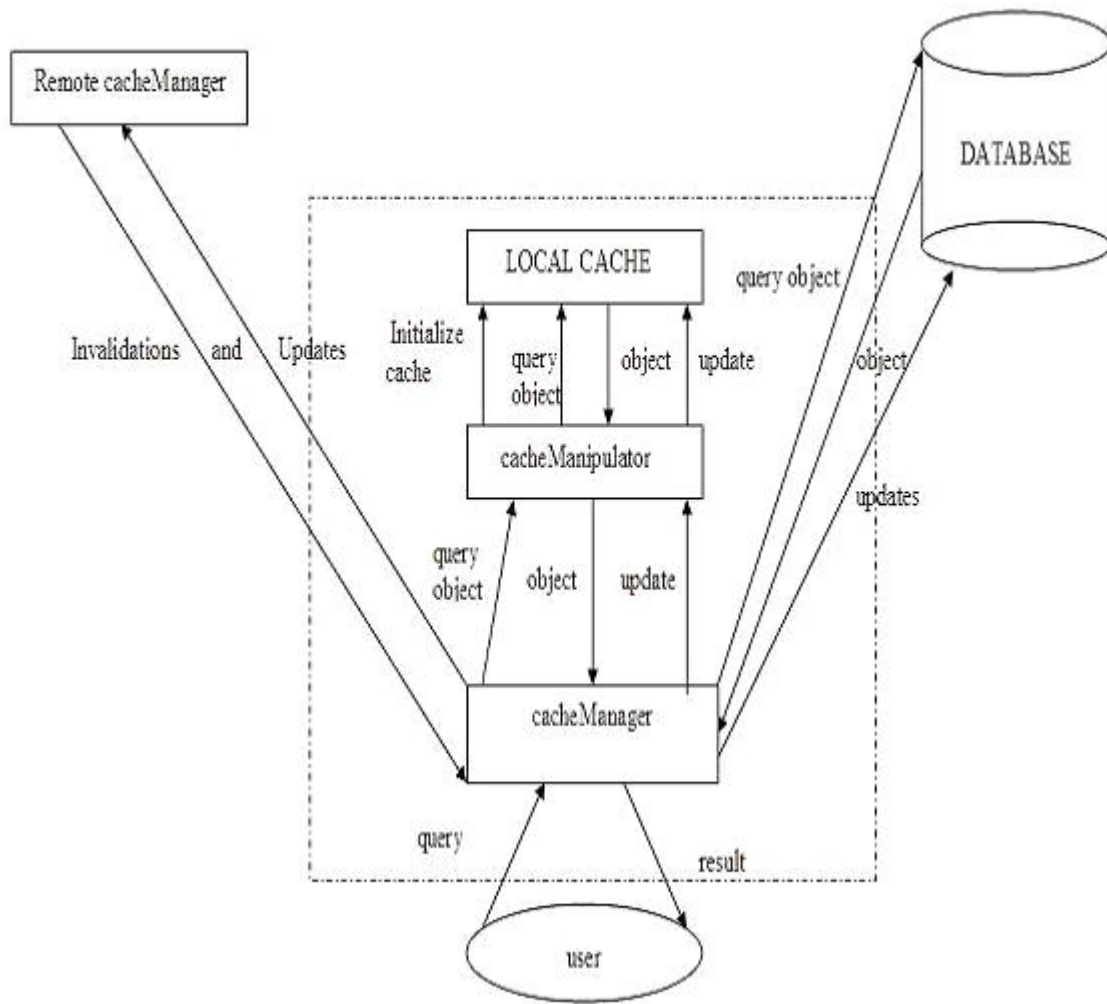 Remote cacheManager
DATABASE
LOCAL CACHE
query object
Invalidations and Updates
Initialize
cache
query
object
object
update
object
cacheManipulator
updates
query
object
object
update
cacheManager
query
result
user